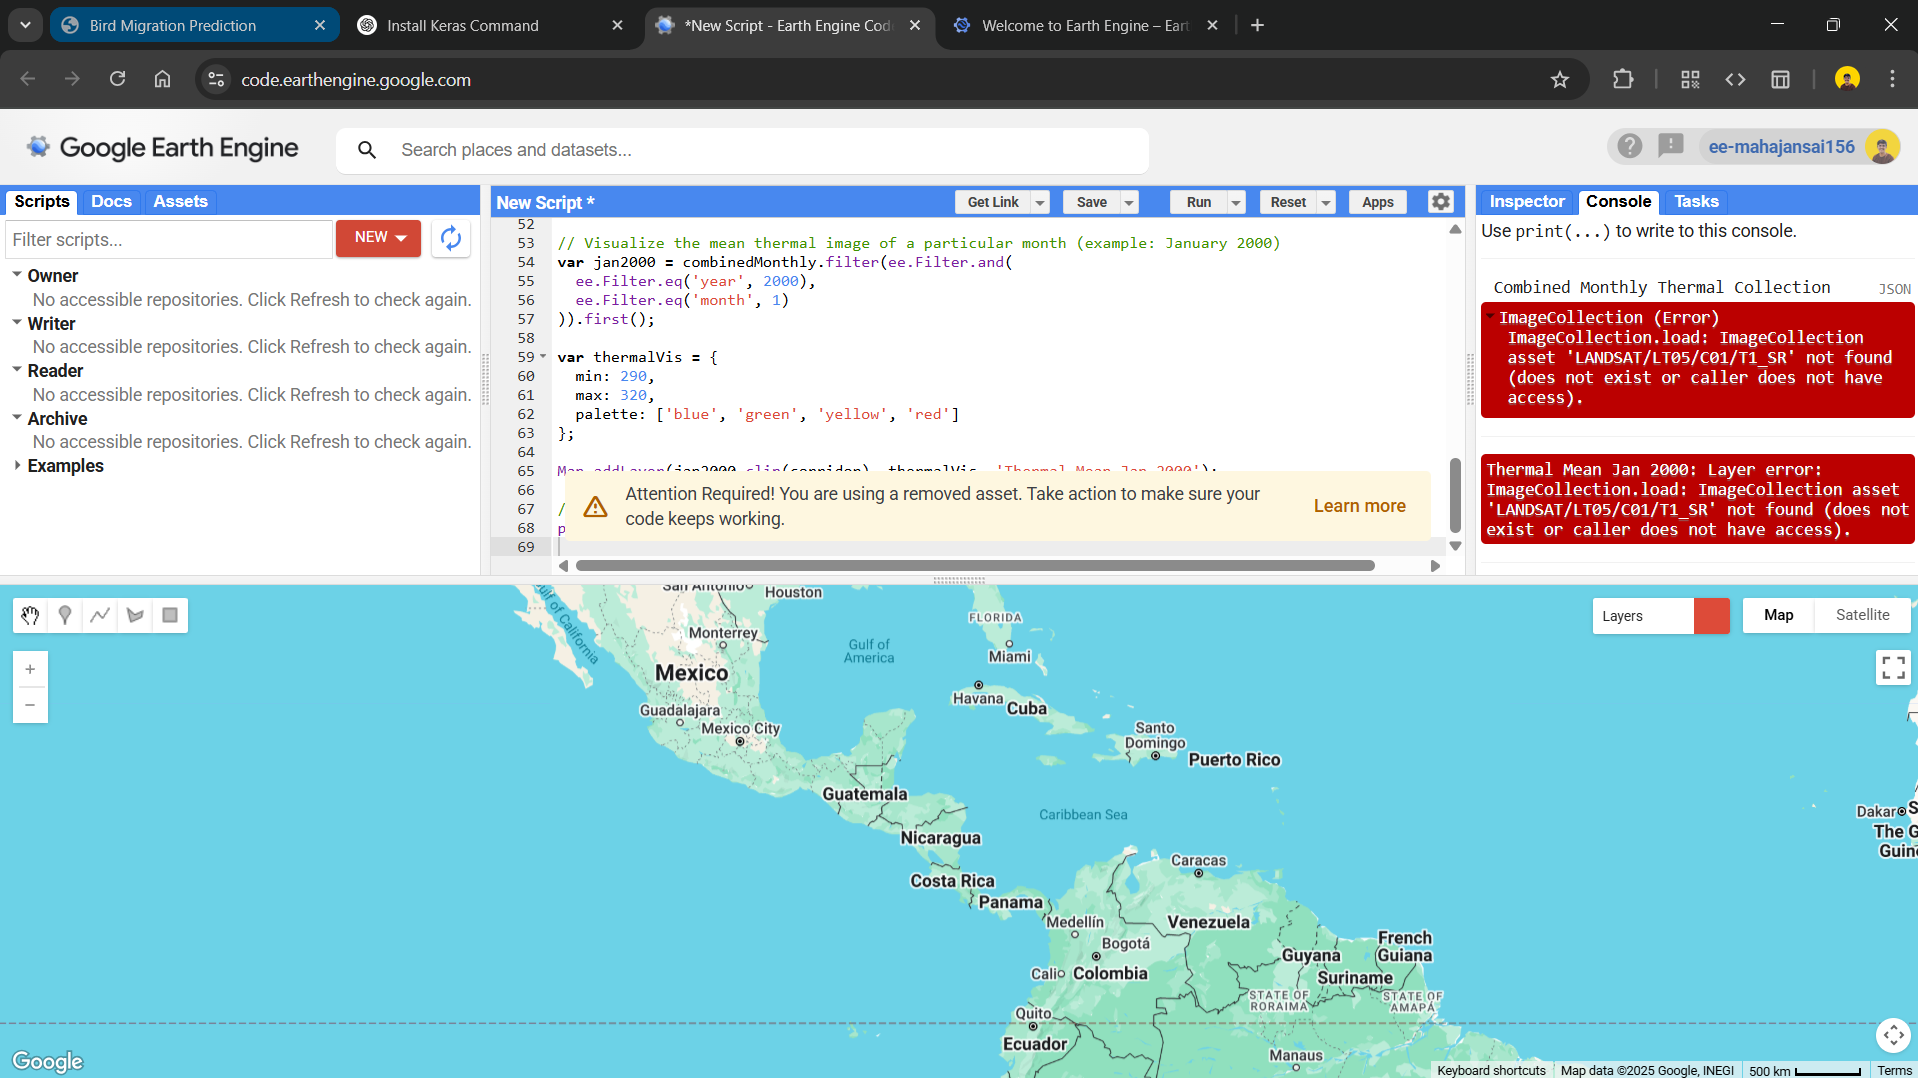 Bird Migration Prediction
Install Keras Command
*New Script - Earth Engine Cod
Welcome to Earth Engine – Eart
code.earthengine.google.com
Google Earth Engine
Search places and datasets...
ee-mahajansai156
Scripts
Docs
Assets
New Script *
Get Link
Save
Run
Reset
Apps
Inspector
Console
Tasks
Filter scripts...
NEW
Owner
No accessible repositories. Click Refresh to check again.
Writer
No accessible repositories. Click Refresh to check again.
Reader
No accessible repositories. Click Refresh to check again.
Archive
No accessible repositories. Click Refresh to check again.
Examples
52
53 // Visualize the mean thermal image of a particular month (example: January 2000)
54 var jan2000 = combinedMonthly.filter(ee.Filter.and(
55 ee.Filter.eq('year', 2000),
56 ee.Filter.eq('month', 1)
57 )).first();
58
59 var thermalVis = {
60 min: 290,
61 max: 320,
62 palette: ['blue', 'green', 'yellow', 'red']
63 };
64
65 Map.addLayer(jan2000.clip(corridor), thermalVis, 'Thermal Mean Jan 2000');
66
67 /
68 p
69
Attention Required! You are using a removed asset. Take action to make sure your
code keeps working.
Learn more
Use print(...) to write to this console.
Combined Monthly Thermal Collection
JSON
ImageCollection (Error)
ImageCollection.load: ImageCollection
asset 'LANDSAT/LT05/C01/T1_SR' not found
(does not exist or caller does not have
access).
Thermal Mean Jan 2000: Layer error:
ImageCollection.load: ImageCollection asset
'LANDSAT/LT05/C01/T1_SR' not found (does not
exist or caller does not have access).
Layers
Map
Satellite
+
−
San Antonio
Houston
Gulf of California
Monterrey
Mexico
Guadalajara
Mexico City
Gulf of
America
FLORIDA
Miami
Havana
Cuba
Santo
Domingo
Puerto Rico
Guatemala
Caribbean Sea
Nicaragua
Costa Rica
Panama
Caracas
Medellín
Venezuela
Bogotá
Cali
Colombia
Guyana
French
Guiana
Suriname
STATE OF
RORAIMA
STATE OF
AMAPÁ
Quito
Ecuador
Manaus
Dakar
S
The G
Guin
Google
Keyboard shortcuts
Map data ©2025 Google, INEGI
500 km
Terms